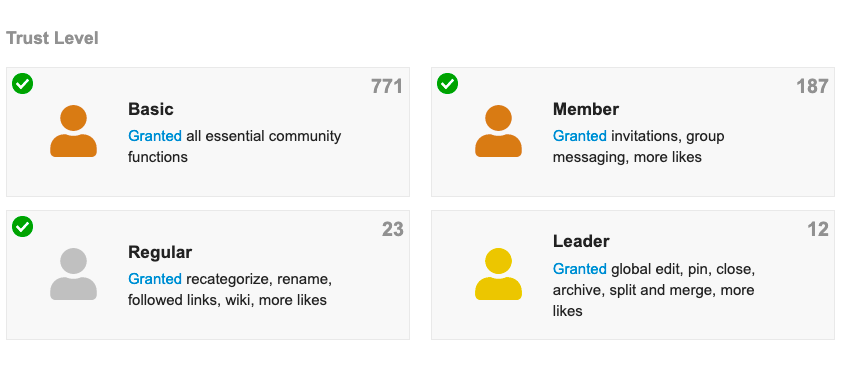 Trust Level
771
Basic
Granted all essential community
functions
187
Member
Granted invitations, group
messaging, more likes
23
Regular
Granted recategorize, rename,
followed links, wiki, more likes
12
Leader
Granted global edit, pin, close,
archive, split and merge, more
likes